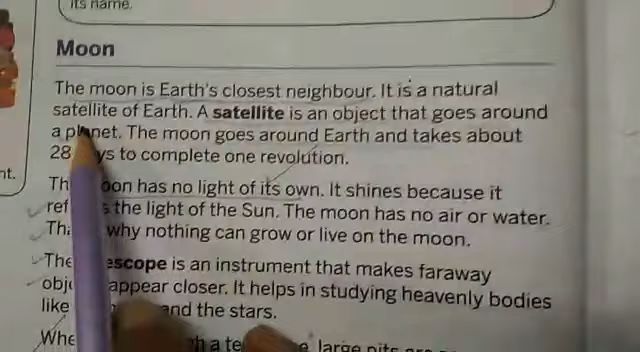 its name.
Moon
The moon is Earth's closest neighbour. It is a natural
satellite of Earth. A satellite is an object that goes around
a planet. The moon goes around Earth and takes about
28 ys to complete one revolution.
nt.
Th oon has no light of its own. It shines because it
ref s the light of the Sun. The moon has no air or water.
Tha why nothing can grow or live on the moon.
The escope is an instrument that makes faraway
obje appear closer. It helps in studying heavenly bodies
like and the stars.
Whe h a te large pits